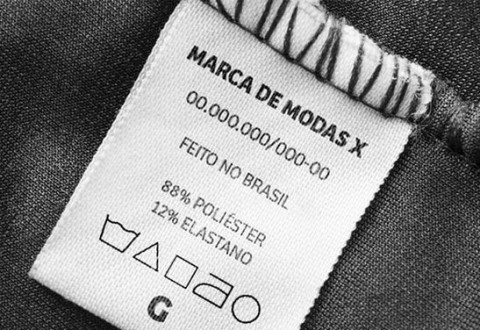 MARCA DE MODAS X
00.000.000/000-00
FEITO NO BRASIL
88% POLIÉSTER
12% ELASTANO
G